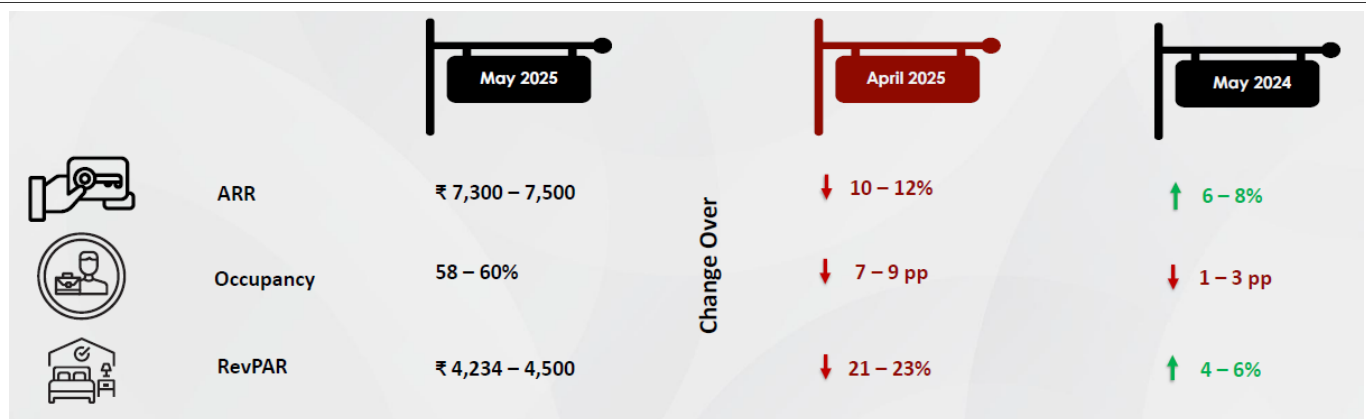 May 2025
April 2025
May 2024
Change Over
ARR
₹ 7,300 – 7,500
10 – 12%
6 – 8%
Occupancy
58 – 60%
7 – 9 pp
1 – 3 pp
RevPAR
₹ 4,234 – 4,500
21 – 23%
4 – 6%